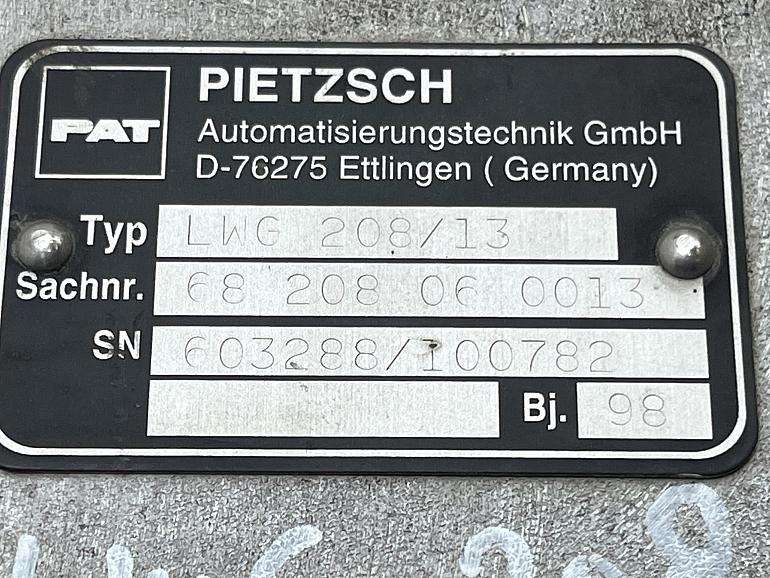 PAT
PIETZSCH
Automatisierungstechnik GmbH
D-76275 Ettlingen ( Germany)
Typ LWG 208/13
Sachnr. 68 208 06 0013
SN 603288/100782
Bj. 98
208